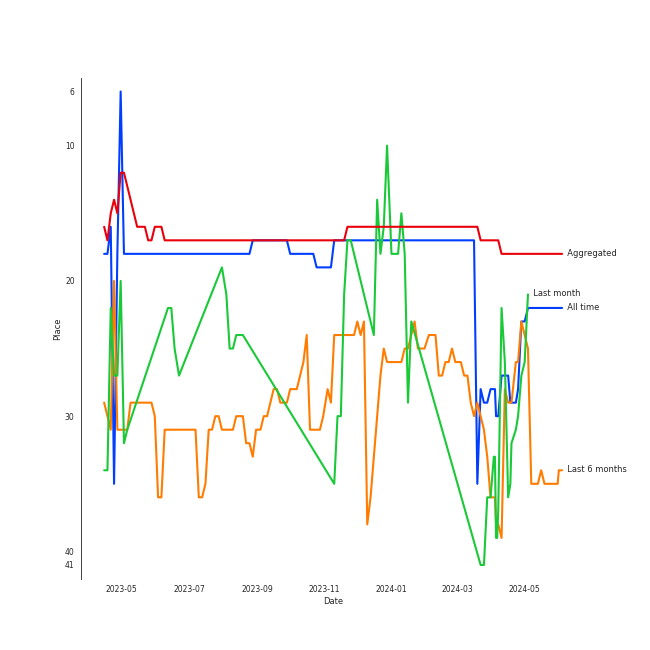 6
10
20
30
40
41
Place
2023-05
2023-07
2023-09
2023-11
2024-01
2024-03
2024-05
Date
Aggregated
Last month
All time
Last 6 months